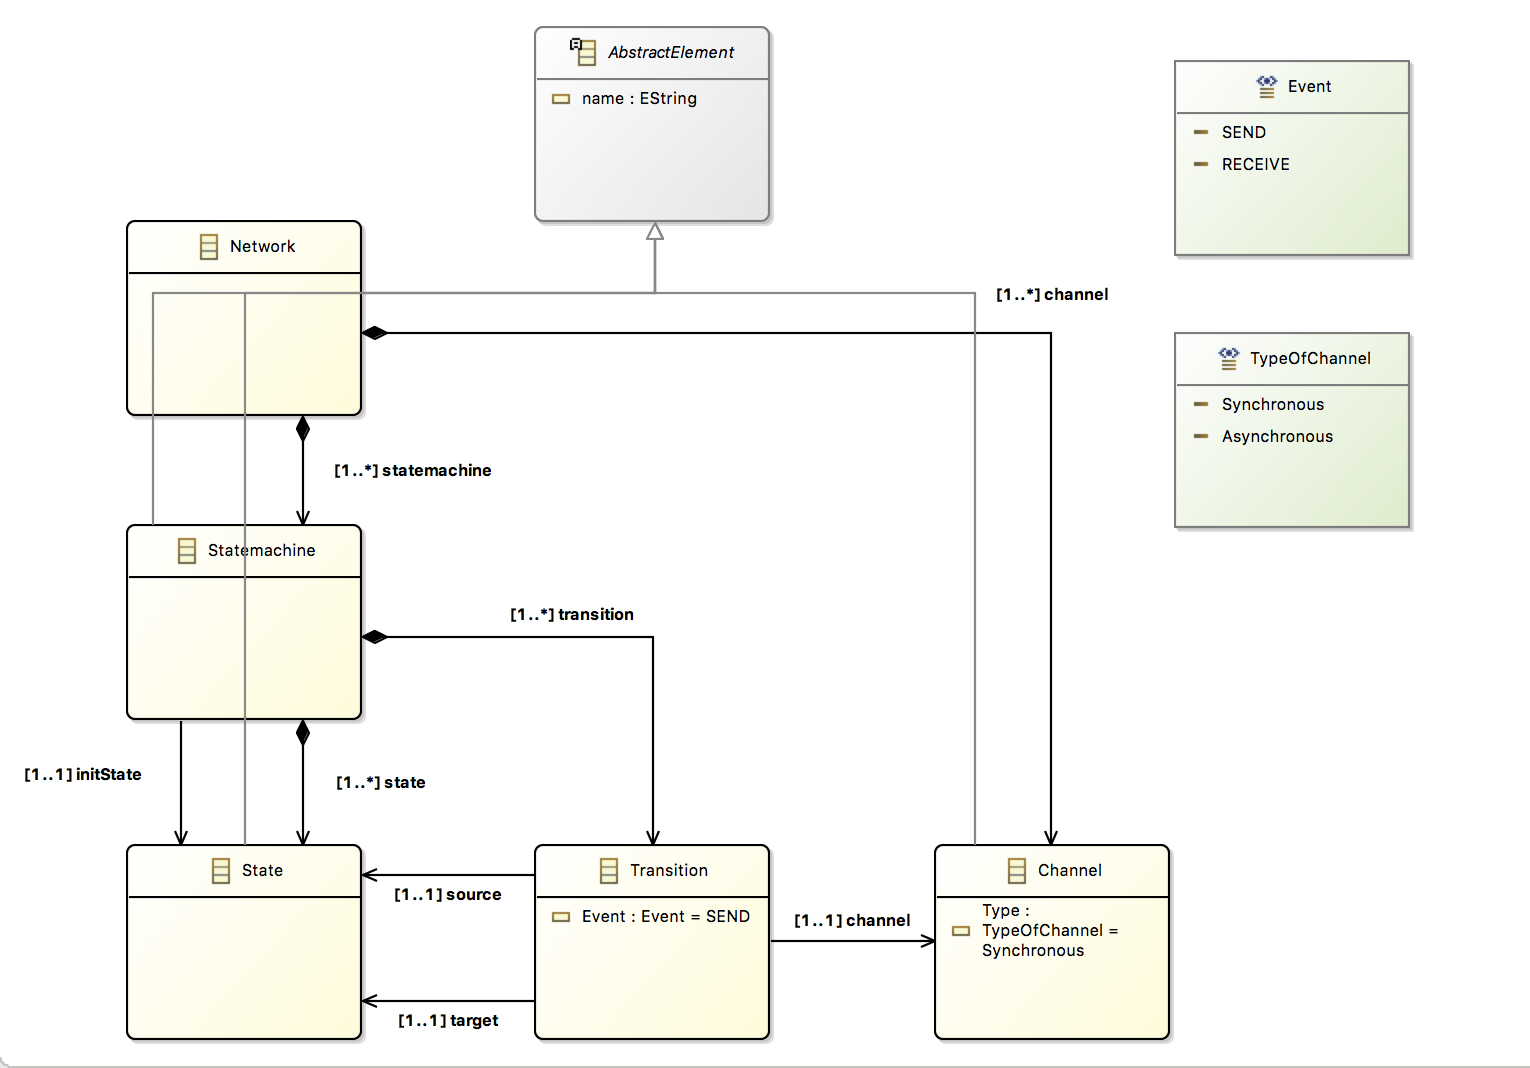 AbstractElement
name : EString
Event
SEND
RECEIVE
Network
[1..*] channel
TypeOfChannel
Synchronous
Asynchronous
[1..*] statemachine
Statemachine
[1..*] transition
[1..1] initState
[1..*] state
State
[1..1] source
[1..1] target
Transition
Event : Event = SEND
[1..1] channel
Channel
Type :
TypeOfChannel =
Synchronous